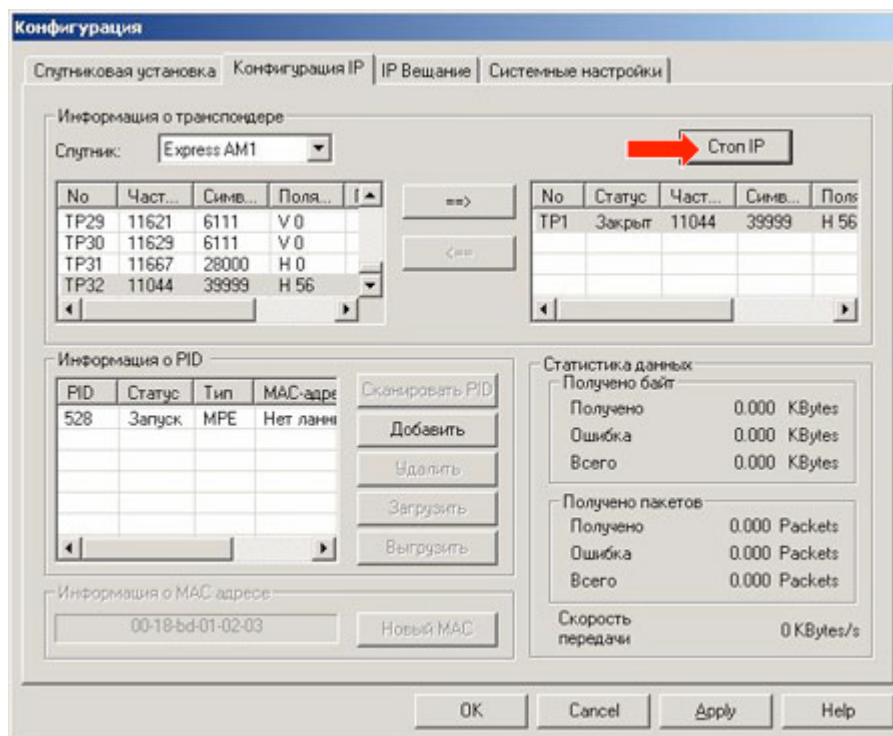 Конфигурация
Спутниковая установка Конфигурация IP IP Вещание Системные настройки
Информация о транспондере
Спутник: Express AM1
Стоп IP
No Част... Симв... Поля...
TP29 11621 6111 V 0
TP30 11629 6111 V 0
TP31 11667 28000 H 0
TP32 11044 39999 H 56
==>
<==
No Статус Част... Симв... Поля
TP1 Закрыт 11044 39999 H 56
Информация о PID
PID Статус Тип MAC-адре
528 Запуск MPE Нет данн
Сканировать PID
Добавить
Удалить
Загрузить
Выгрузить
Информация о MAC адресе
00-18-bd-01-02-03
Новый MAC
Статистика данных
Получено байт
Получено 0.000 KBytes
Ошибка 0.000 KBytes
Всего 0.000 KBytes
Получено пакетов
Получено 0.000 Packets
Ошибка 0.000 Packets
Всего 0.000 Packets
Скорость
передачи 0 KBytes/s
OK Cancel Apply Help